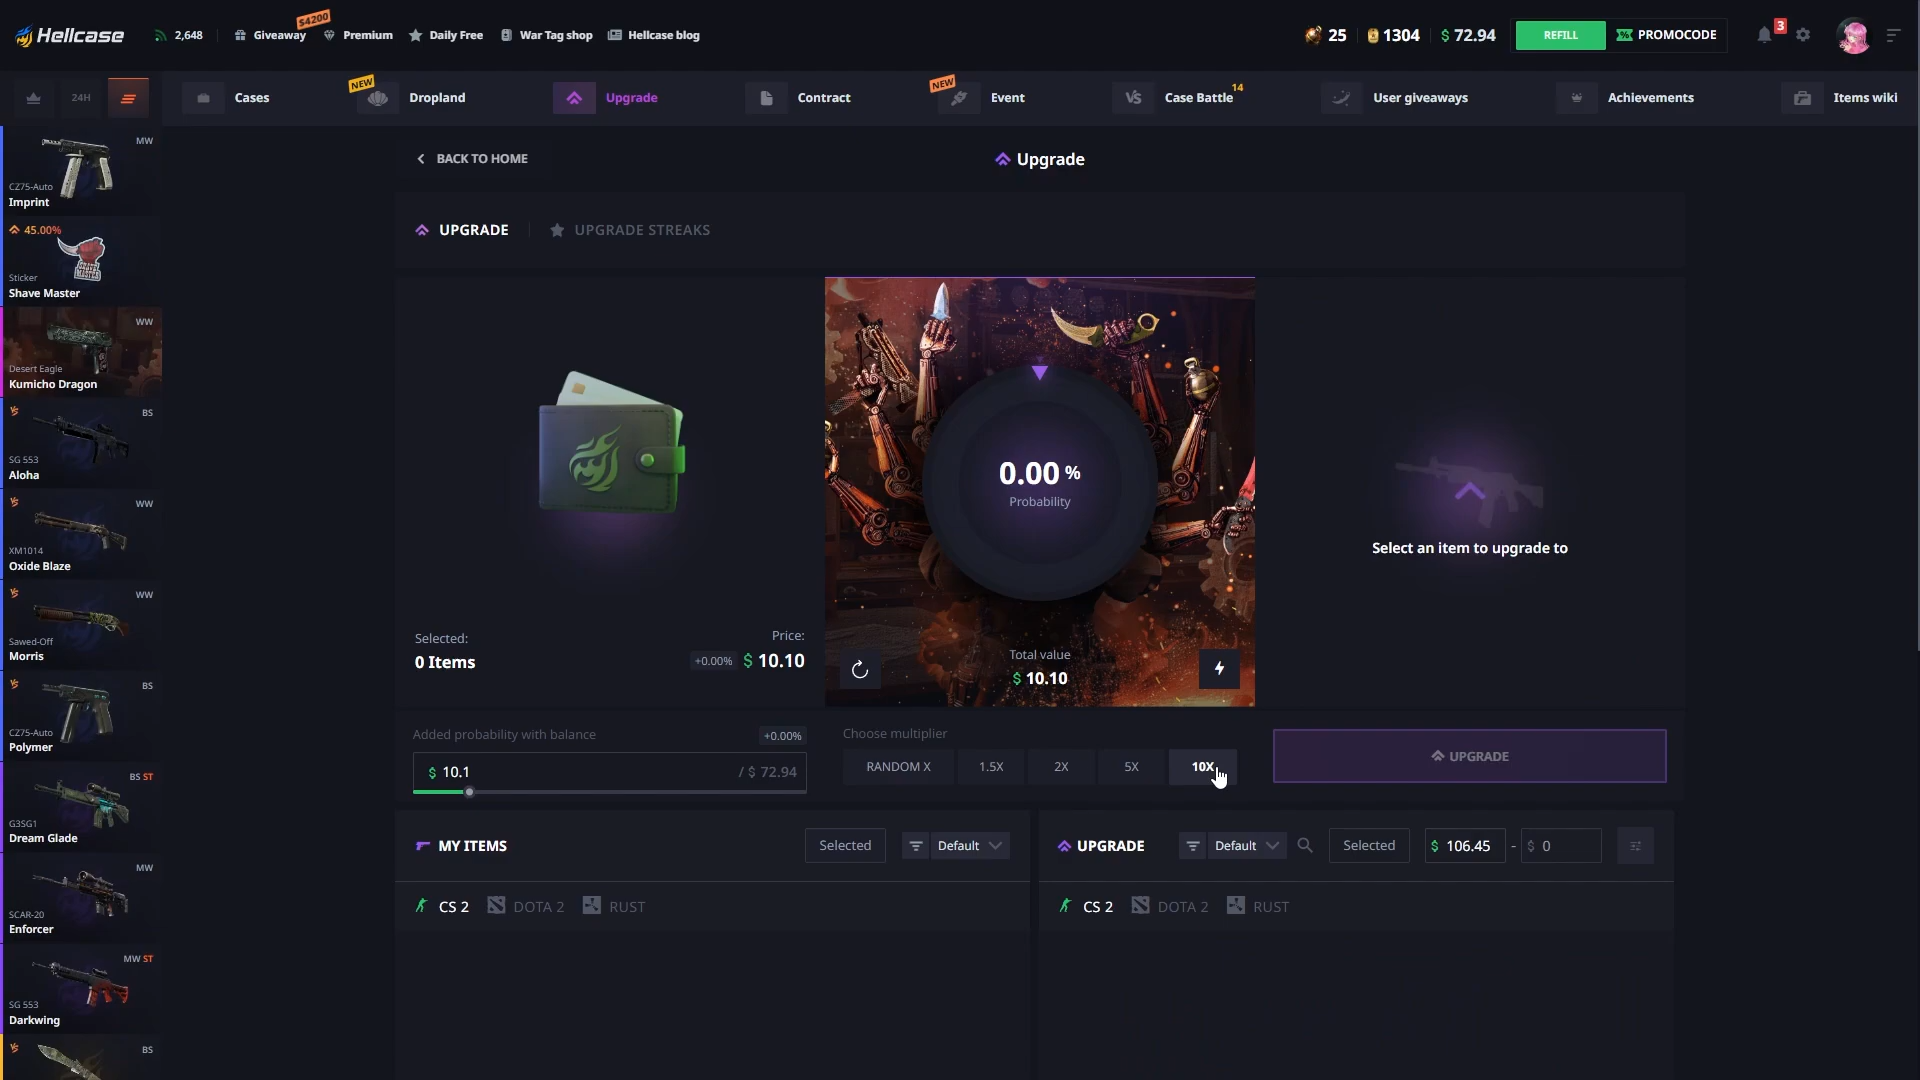 Hellcase
2,648
Giveaway
$4200
Premium
Daily Free
War Tag shop
Hellcase blog
25
1304
$ 72.94
REFILL
PROMOCODE
3
24H
Cases
NEW
Dropland
Upgrade
Contract
NEW
Event
VS
Case Battle
14
User giveaways
Achievements
Items wiki
MW
CZ75-Auto
Imprint
45.00%
Sticker
Shave Master
WW
Desert Eagle
Kumicho Dragon
VS
BS
SG 553
Aloha
VS
WW
XM1014
Oxide Blaze
VS
WW
Sawed-Off
Morris
VS
BS
CZ75-Auto
Polymer
BS ST
G3SG1
Dream Glade
MW
SCAR-20
Enforcer
MW ST
SG 553
Darkwing
VS
BS
BACK TO HOME
Upgrade
UPGRADE
UPGRADE STREAKS
Selected:
0 Items
Price:
+0.00% $ 10.10
0.00 %
Probability
Total value
$ 10.10
Select an item to upgrade to
Added probability with balance
+0.00%
$ 10.1
/ $ 72.94
Choose multiplier
RANDOM X
1.5X
2X
5X
10X
UPGRADE
MY ITEMS
Selected
Default
CS 2
DOTA 2
RUST
UPGRADE
Default
Selected
$ 106.45 - $ 0
CS 2
DOTA 2
RUST